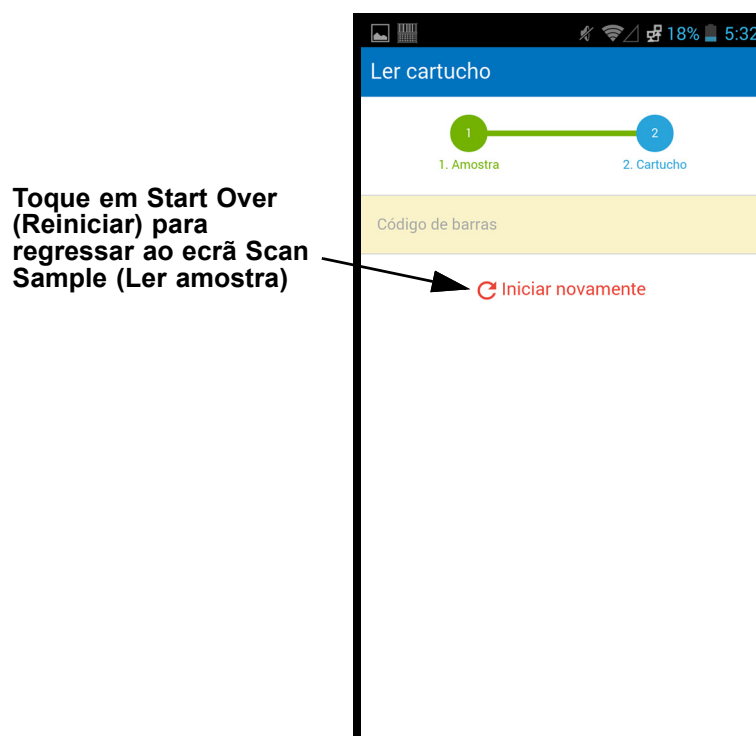 18% 5:32
Ler cartucho
1
2
1. Amostra
2. Cartucho
Toque em Start Over
(Reiniciar) para
regressar ao ecrã Scan
Sample (Ler amostra)
Código de barras
Iniciar novamente